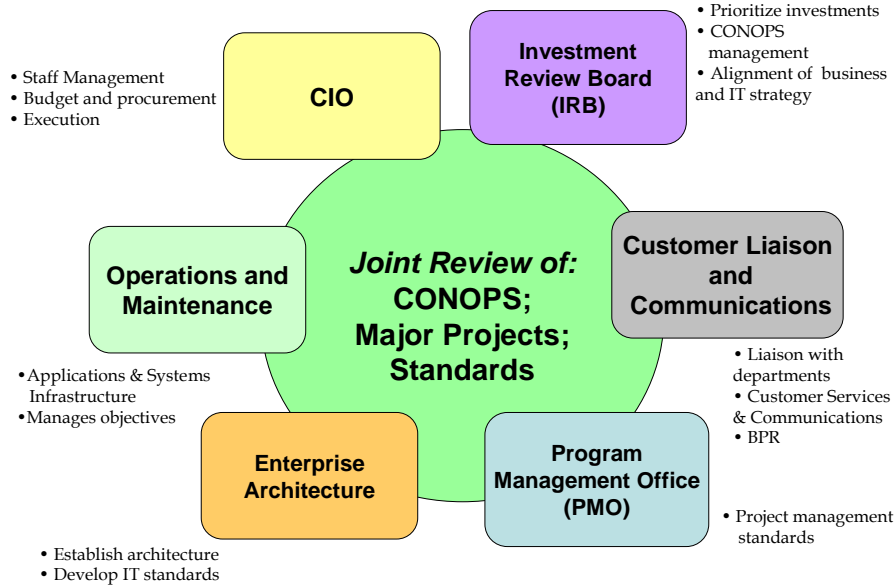 • Prioritize investments
• CONOPS
management
• Alignment of business
and IT strategy
Investment
Review Board
(IRB)
CIO
• Staff Management
• Budget and procurement
• Execution
Customer Liaison
and
Communications
Operations and
Maintenance
Joint Review of:
CONOPS;
Major Projects;
Standards
• Liaison with
departments
• Customer Services
& Communications
• BPR
•Applications & Systems
Infrastructure
•Manages objectives
Enterprise
Architecture
Program
Management Office
(PMO)
• Project management
standards
• Establish architecture
• Develop IT standards